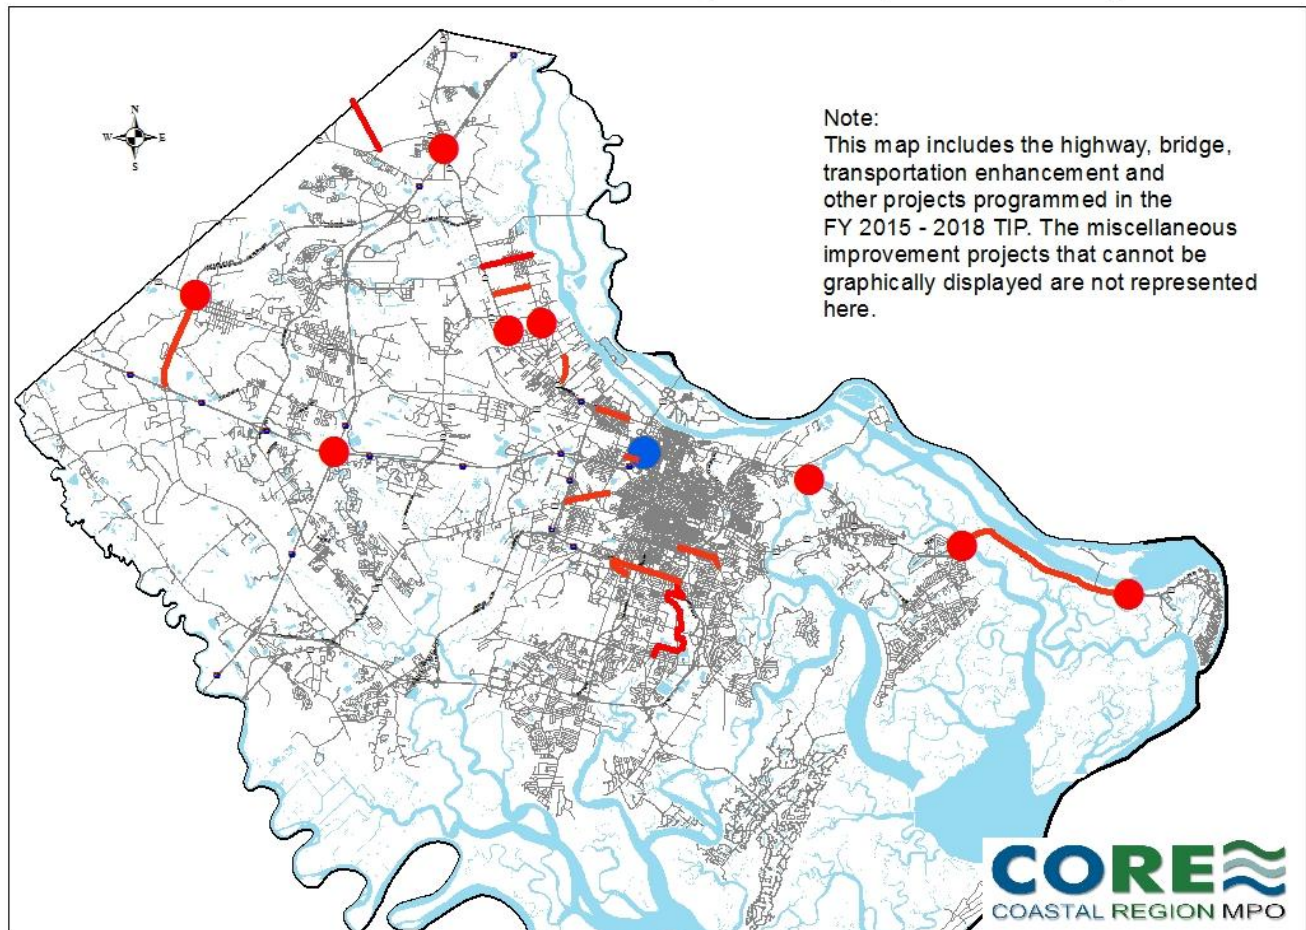 N
W E
S
Note:
This map includes the highway, bridge,
transportation enhancement and
other projects programmed in the
FY 2015 - 2018 TIP. The miscellaneous
improvement projects that cannot be
graphically displayed are not represented
here.
CORE
COASTAL REGION MPO